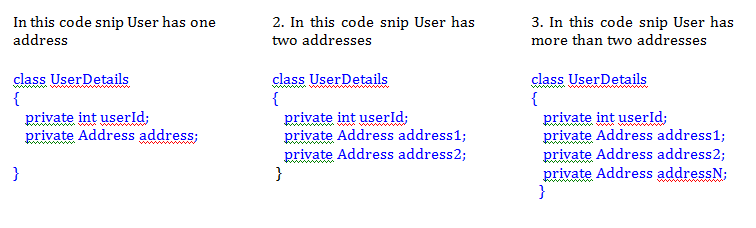 In this code snip User has one
address
class UserDetails
{
private int userId;
private Address address;
}
2. In this code snip User has
two addresses
class UserDetails
{
private int userId;
private Address address1;
private Address address2;
}
3. In this code snip User has
more than two addresses
class UserDetails
{
private int userId;
private Address address1;
private Address address2;
private Address addressN;
}